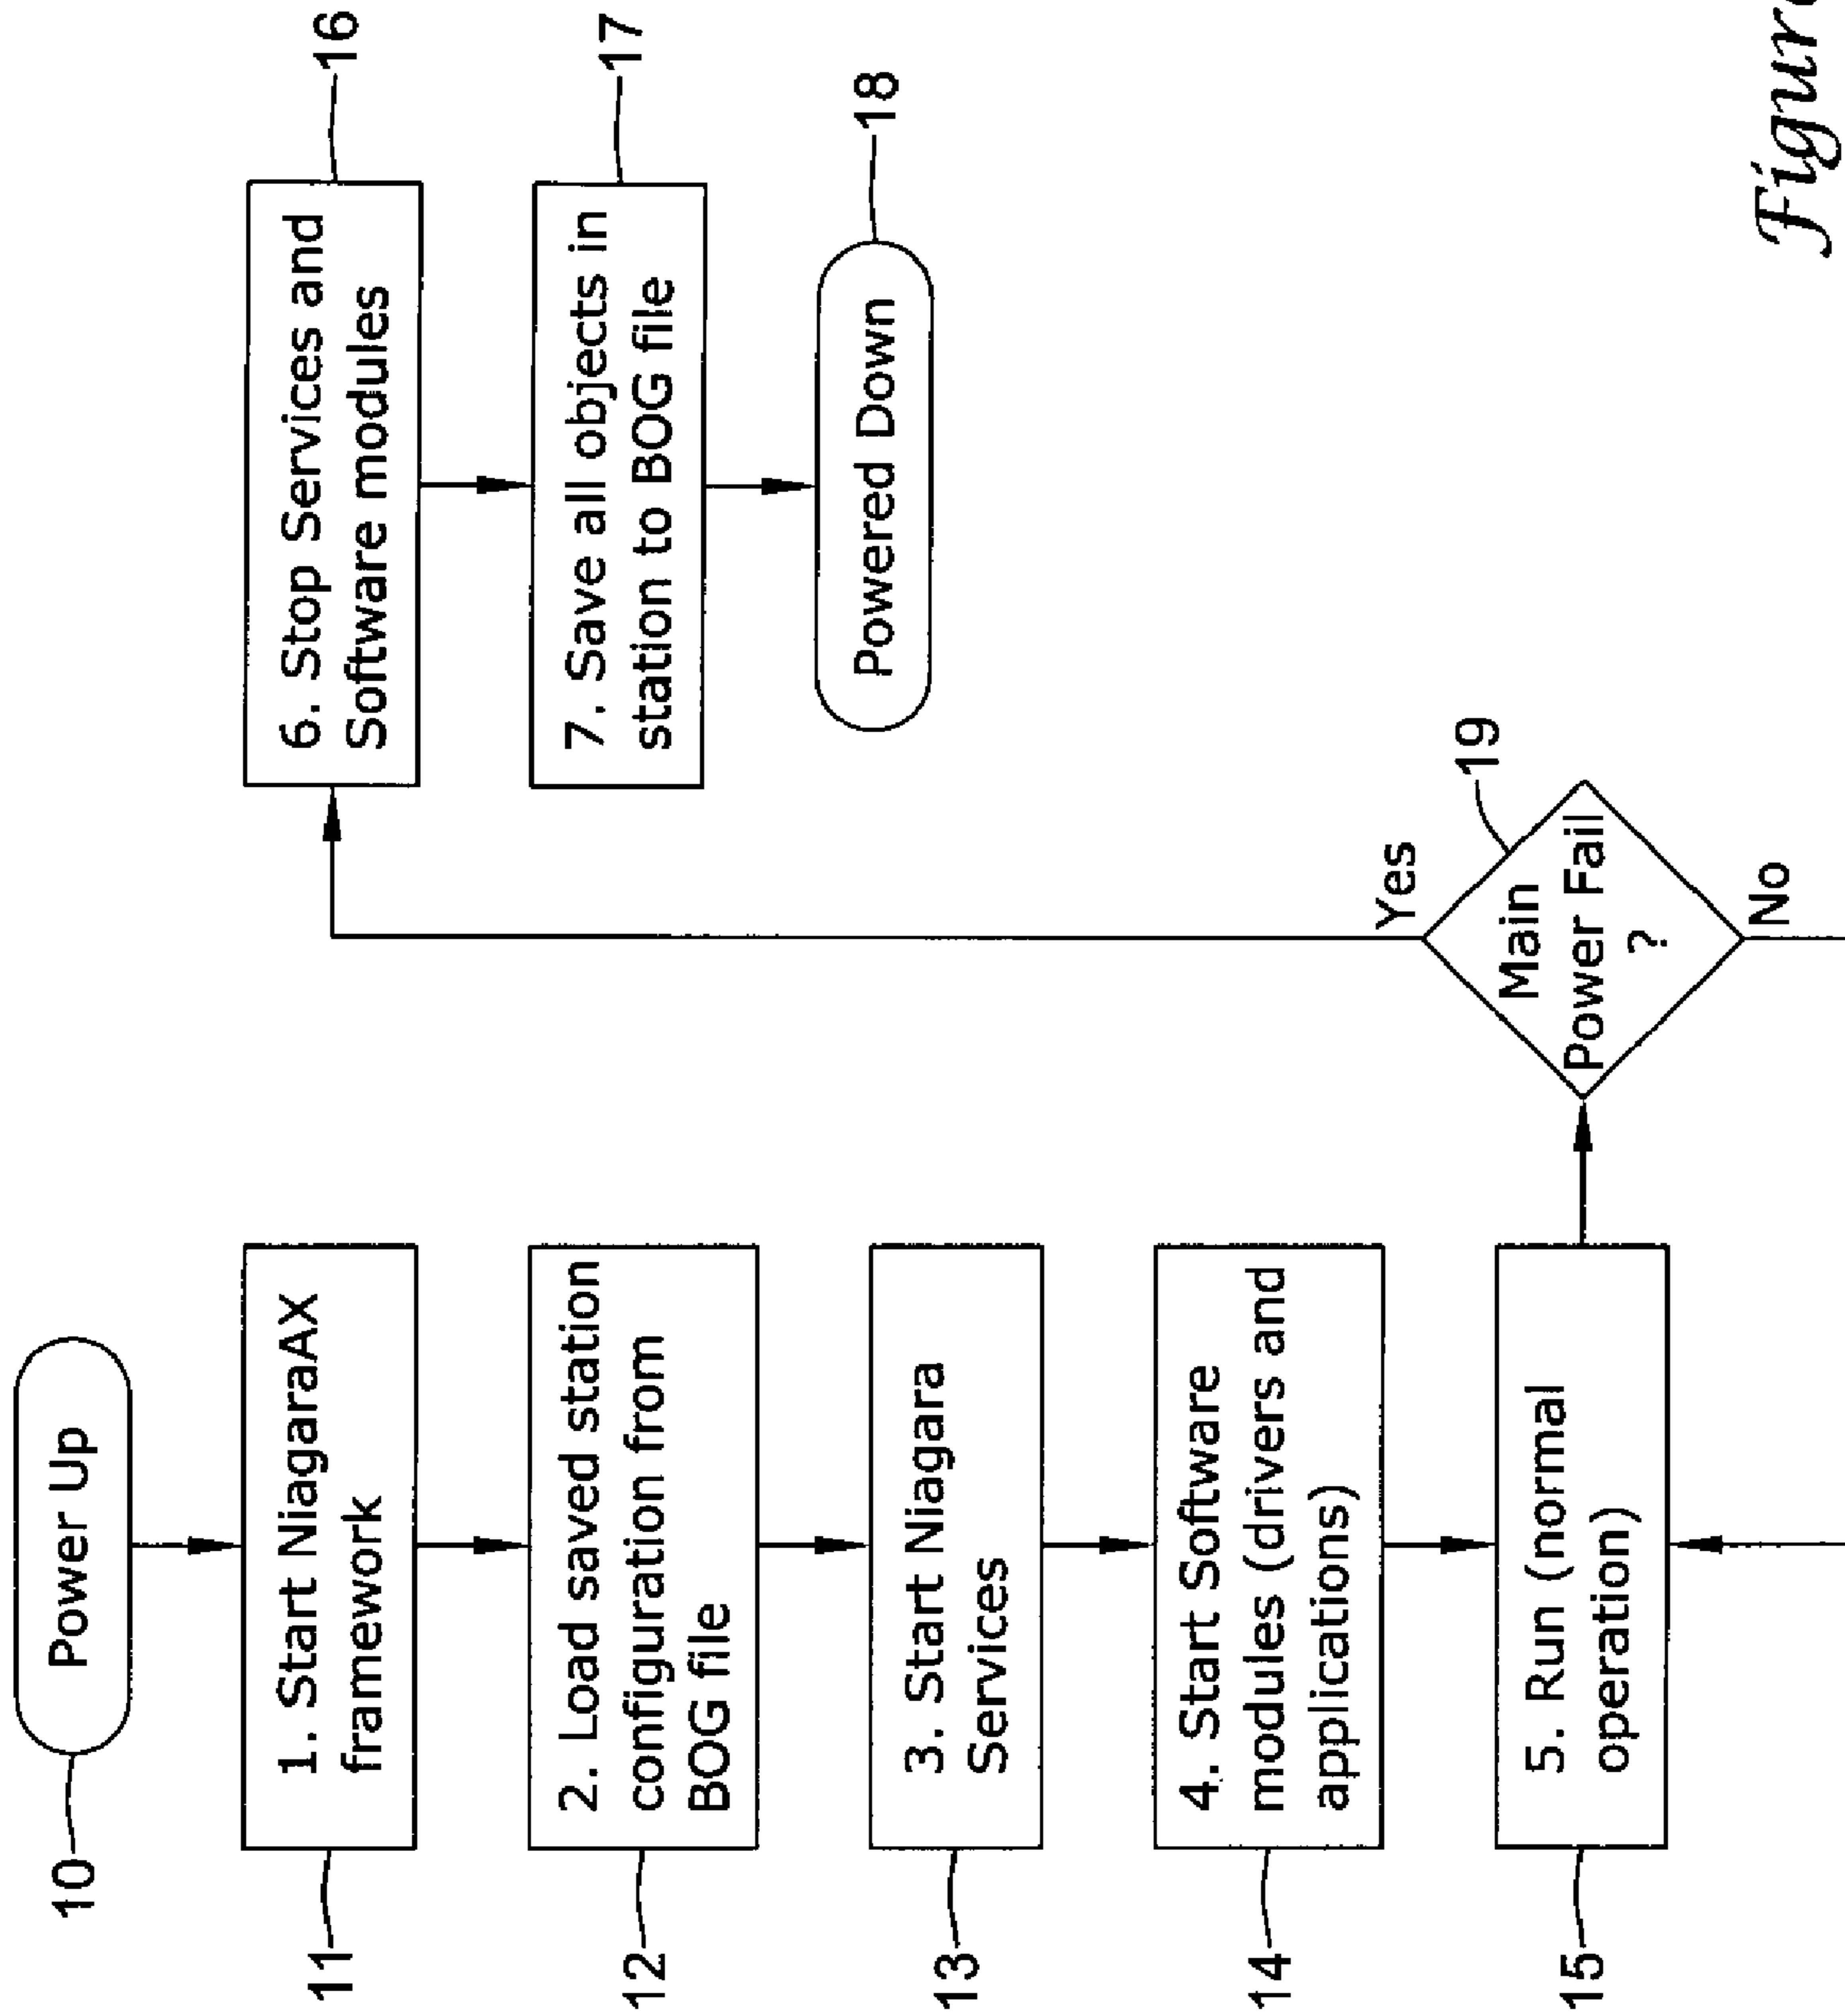 10
Power Up
11
1. Start NiagaraAX
framework
12
2. Load saved station
configuration from
BOG file
13
3. Start Niagara
Services
14
4. Start Software
modules (drivers and
applications)
15
5. Run (normal
operation)
19
Main
Power Fail
?
Yes
No
16
6. Stop Services and
Software modules
17
7. Save all objects in
station to BOG file
18
Powered Down